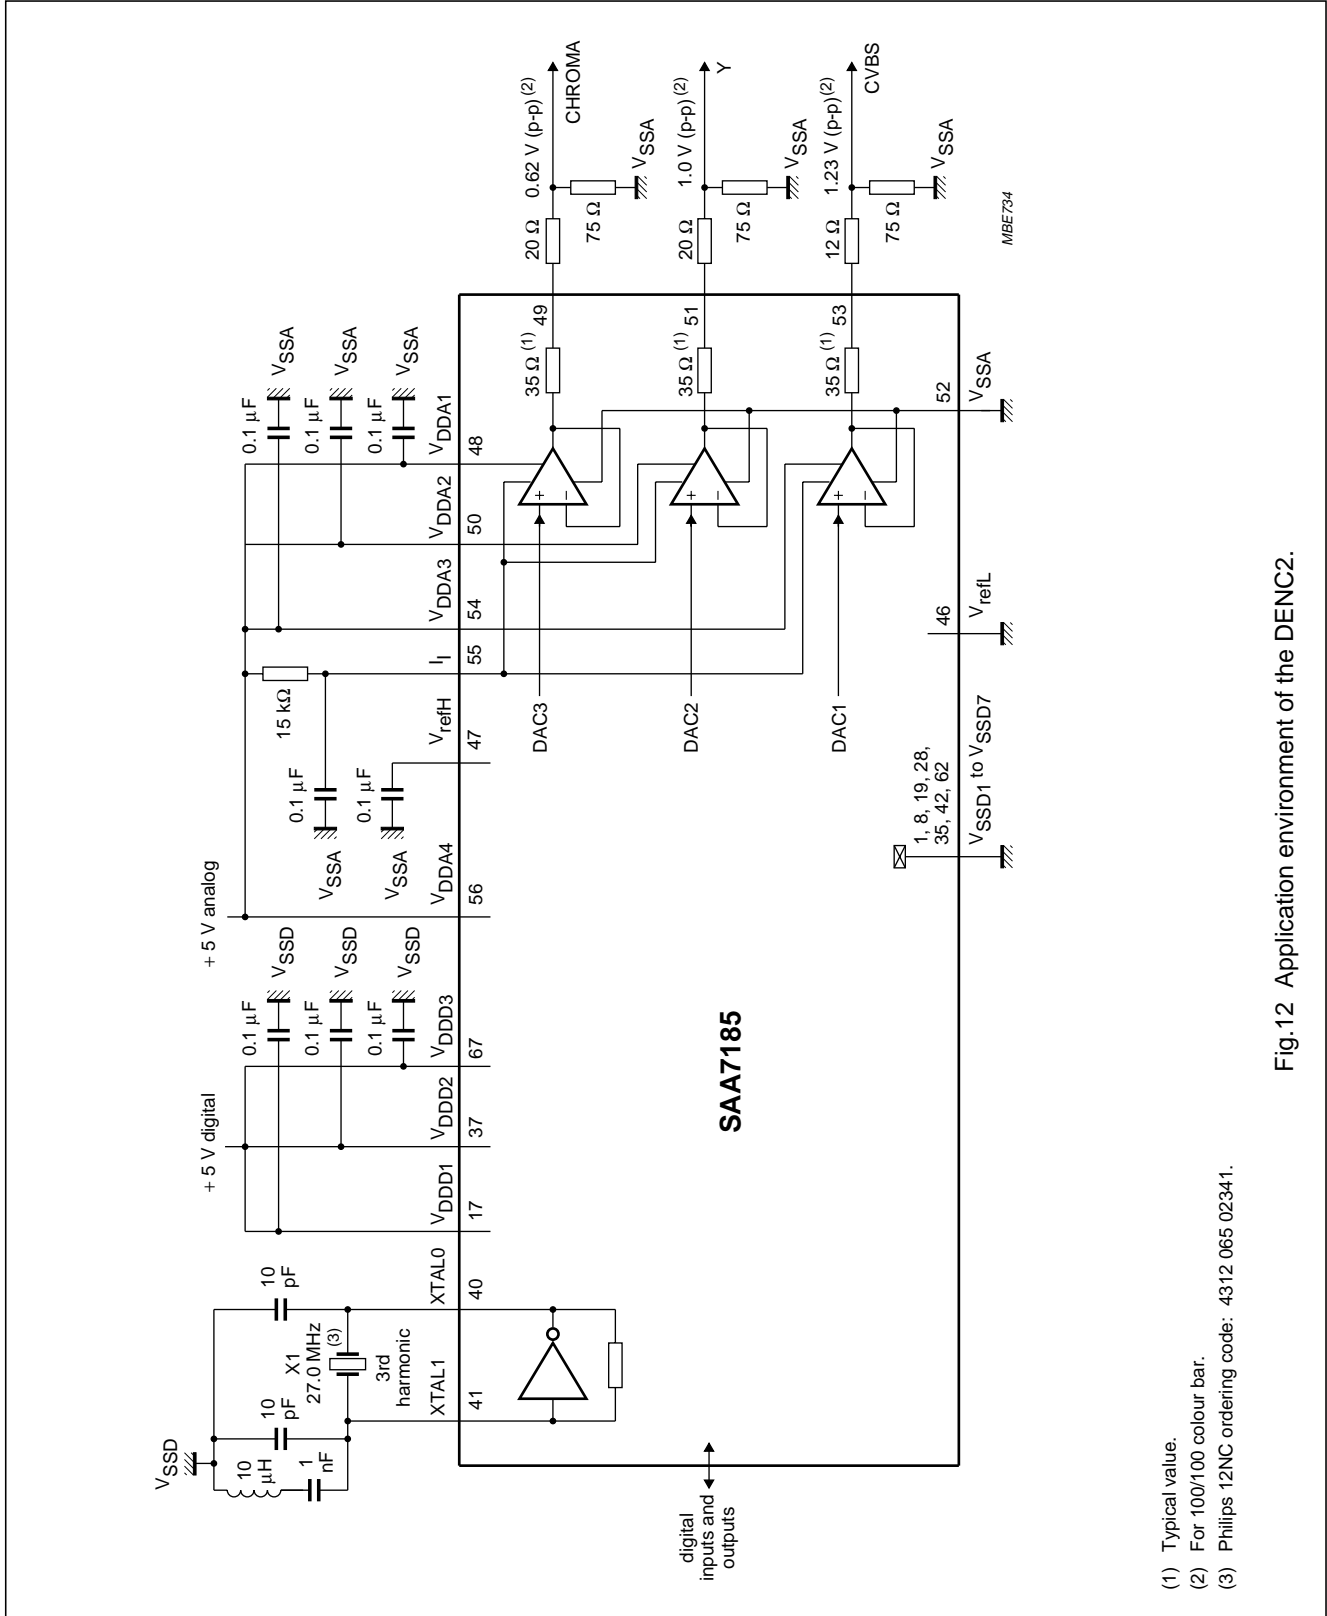 VSSD
10
µH
1
nF
10
pF
X1
27.0 MHz
(3)
3rd
harmonic
10
pF
XTAL1
41
XTAL0
40
+ 5 V digital
0.1 µF
VSSD
0.1 µF
VSSD
0.1 µF
VSSD
VDDD1
17
VDDD2
37
VDDD3
67
+ 5 V analog
VDDA4
56
0.1 µF
VSSA
0.1 µF
VSSA
VrefH
47
15 kΩ
II
55
VDDA3
54
VDDA2
50
VDDA1
48
0.1 µF
VSSA
0.1 µF
VSSA
0.1 µF
VSSA
digital
inputs and
outputs
SAA7185
DAC3
+
−
35 Ω (1)
49
20 Ω
75 Ω
VSSA
0.62 V (p-p) (2)
CHROMA
DAC2
+
−
35 Ω (1)
51
20 Ω
75 Ω
VSSA
1.0 V (p-p) (2)
Y
DAC1
+
−
35 Ω (1)
53
12 Ω
75 Ω
VSSA
1.23 V (p-p) (2)
CVBS
1, 8, 19, 28,
35, 42, 62
VSSD1 to VSSD7
46
VrefL
52
VSSA
MBE734
(1) Typical value.
(2) For 100/100 colour bar.
(3) Philips 12NC ordering code: 4312 065 02341.
Fig.12 Application environment of the DENC2.